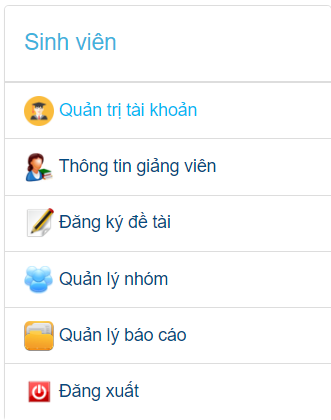 Sinh viên
Quản trị tài khoản
Thông tin giảng viên
Đăng ký đề tài
Quản lý nhóm
Quản lý báo cáo
Đăng xuất